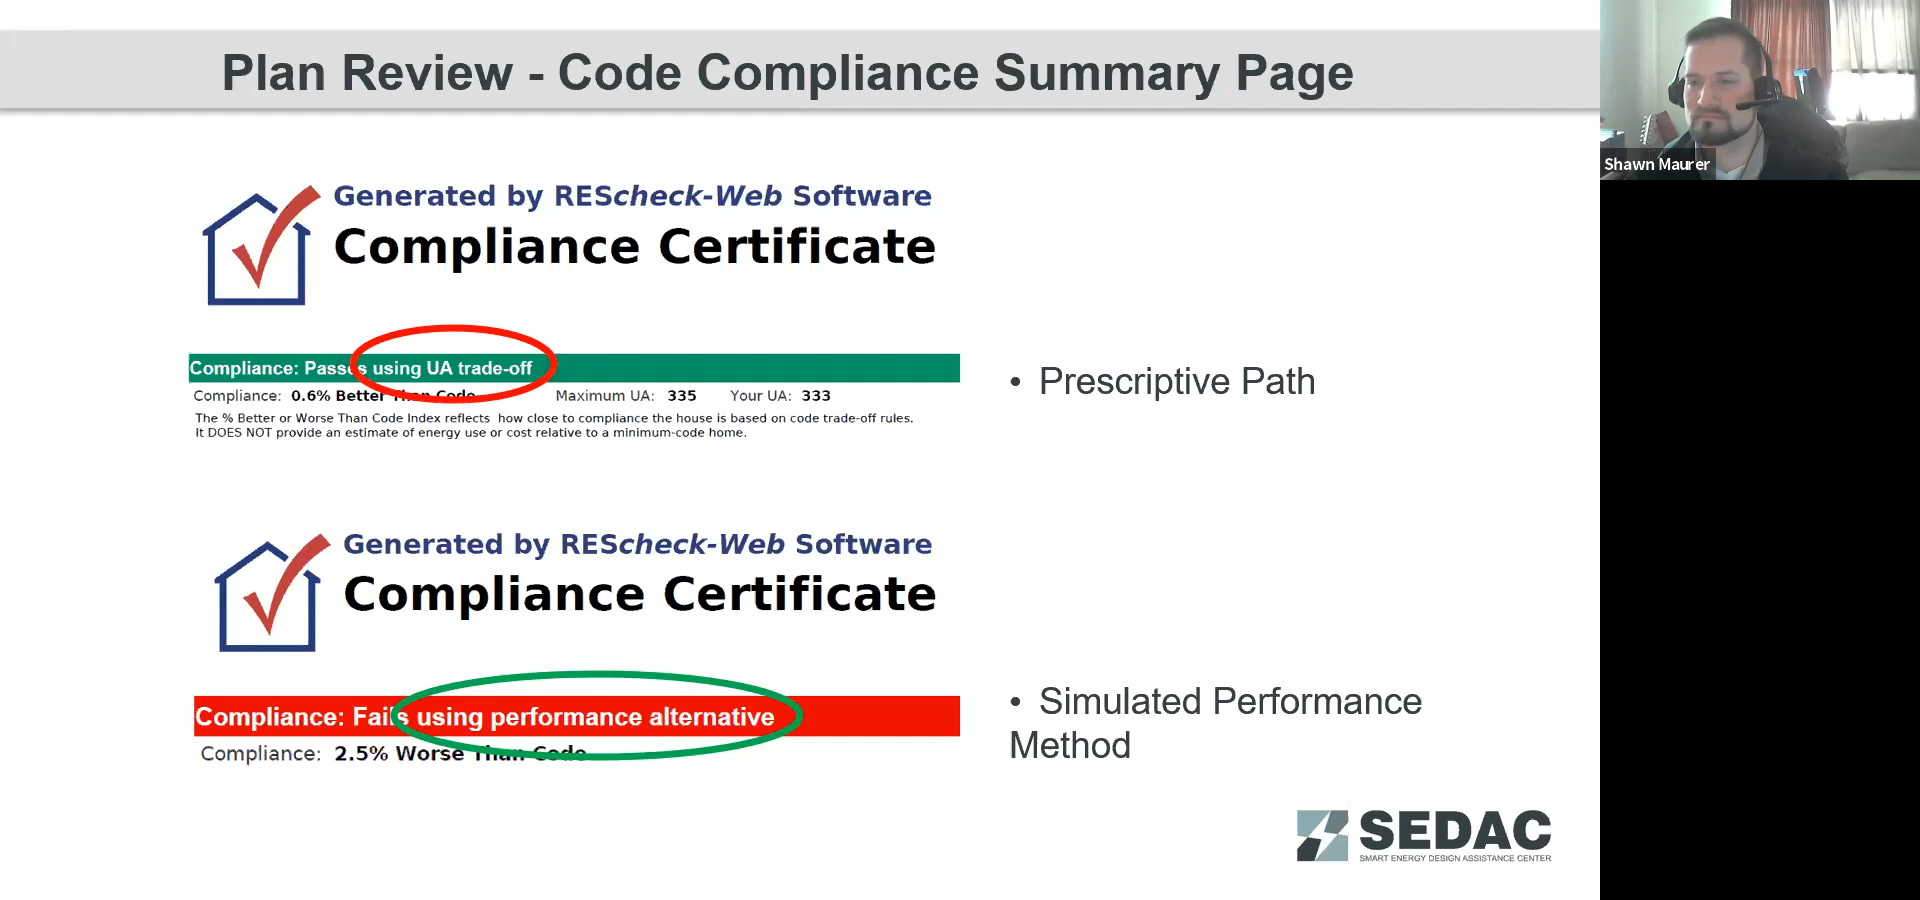 Plan Review - Code Compliance Summary Page
Shawn Maurer
Generated by REScheck-Web Software
Compliance Certificate
Compliance: Passes using UA trade-off
Compliance: 0.6% Better Than Code
Maximum UA: 335
Your UA: 333
The % Better or Worse Than Code Index reflects how close to compliance the house is based on code trade-off rules.
It DOES NOT provide an estimate of energy use or cost relative to a minimum-code home.
• Prescriptive Path
Generated by REScheck-Web Software
Compliance Certificate
Compliance: Fails using performance alternative
Compliance: 2.5% Worse Than Code
• Simulated Performance
Method
SEDAC
SMART ENERGY DESIGN ASSISTANCE CENTER